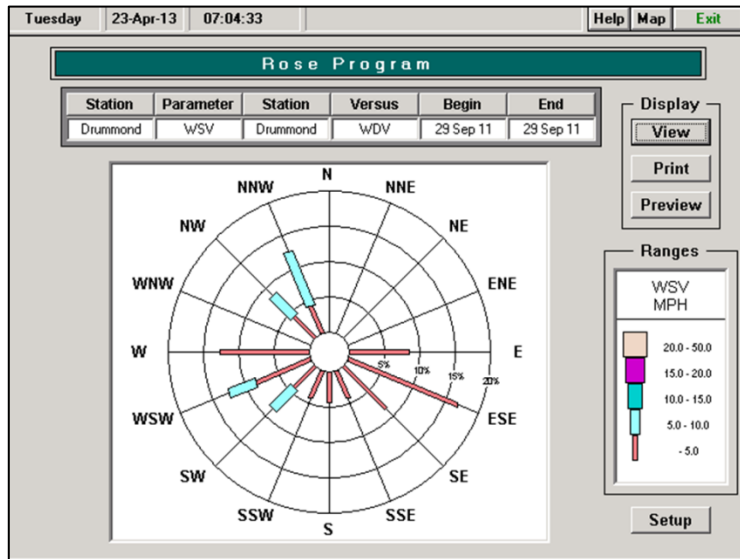 Tuesday 23-Apr-13 07:04:33 Help Map Exit
Rose Program
Station Parameter Station Versus Begin End
Drummond WSV Drummond WDV 29 Sep 11 29 Sep 11
Display
View
Print
Preview
N
NNW NNE
NW NE
WNW ENE
W E
5% 10% 15% 20%
WSW ESE
SW SE
SSW SSE
S
Ranges
WSV
MPH
20.0 - 50.0
15.0 - 20.0
10.0 - 15.0
5.0 - 10.0
- 5.0
Setup